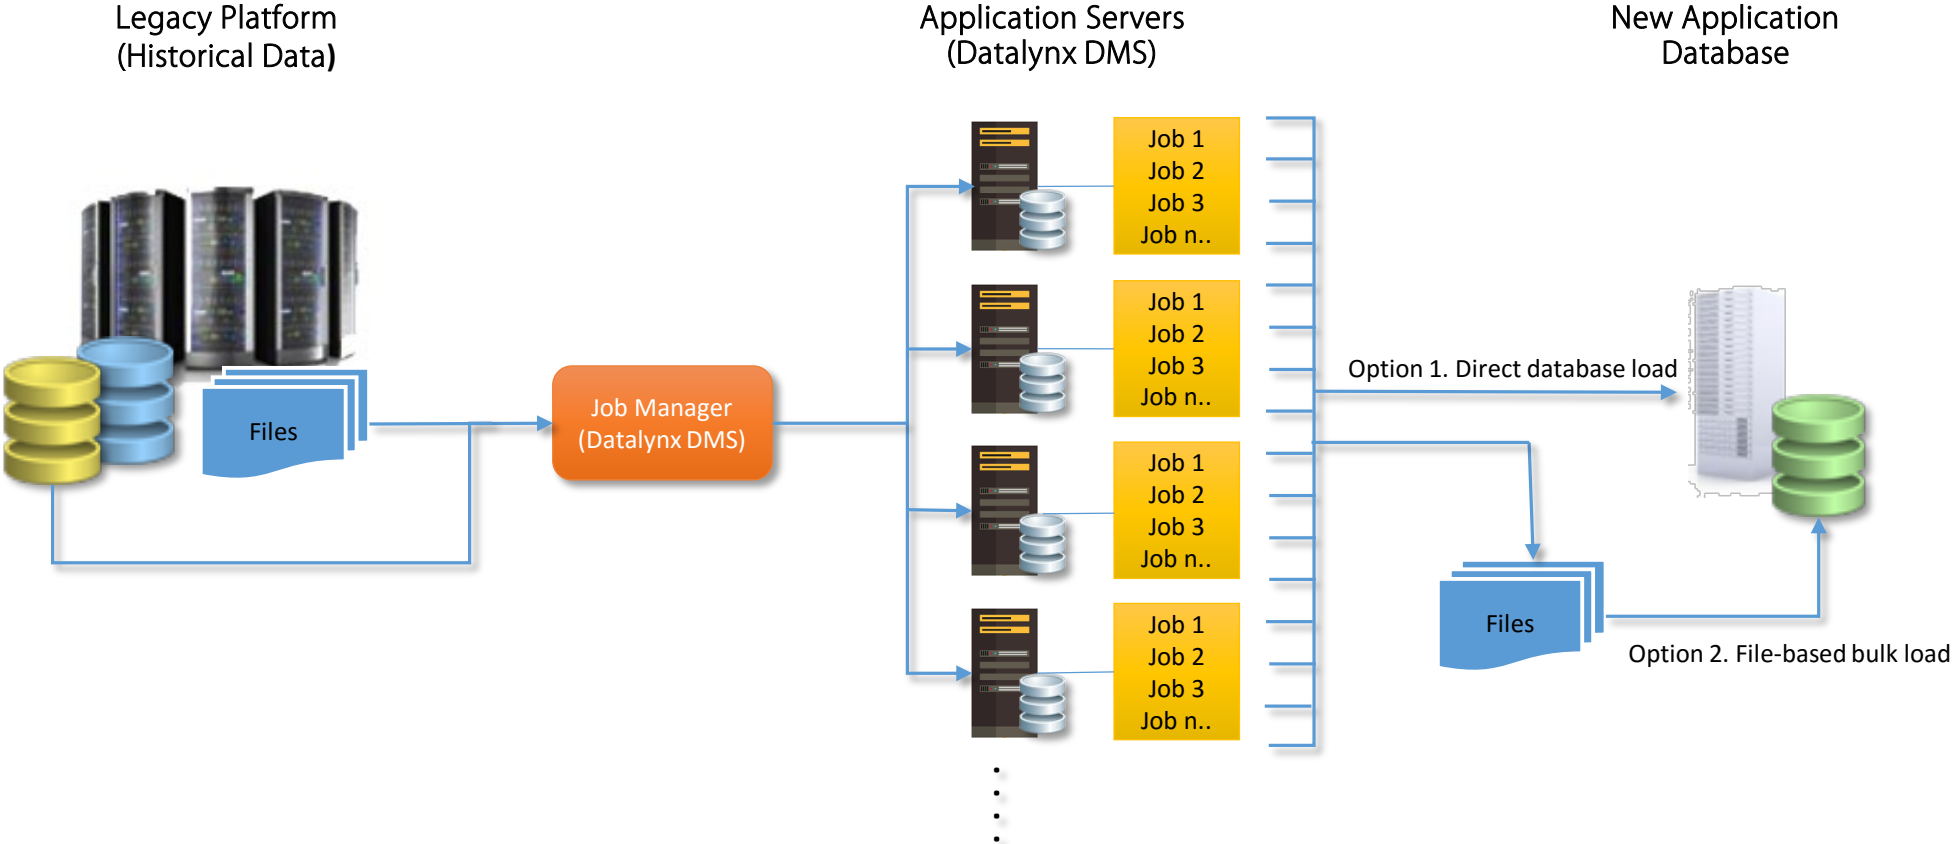 Legacy Platform
(Historical Data)
Application Servers
(Datalynx DMS)
New Application
Database
Files
Job Manager
(Datalynx DMS)
Job 1
Job 2
Job 3
Job n..
Job 1
Job 2
Job 3
Job n..
Job 1
Job 2
Job 3
Job n..
Job 1
Job 2
Job 3
Job n..
Option 1. Direct database load
Files
Option 2. File-based bulk load